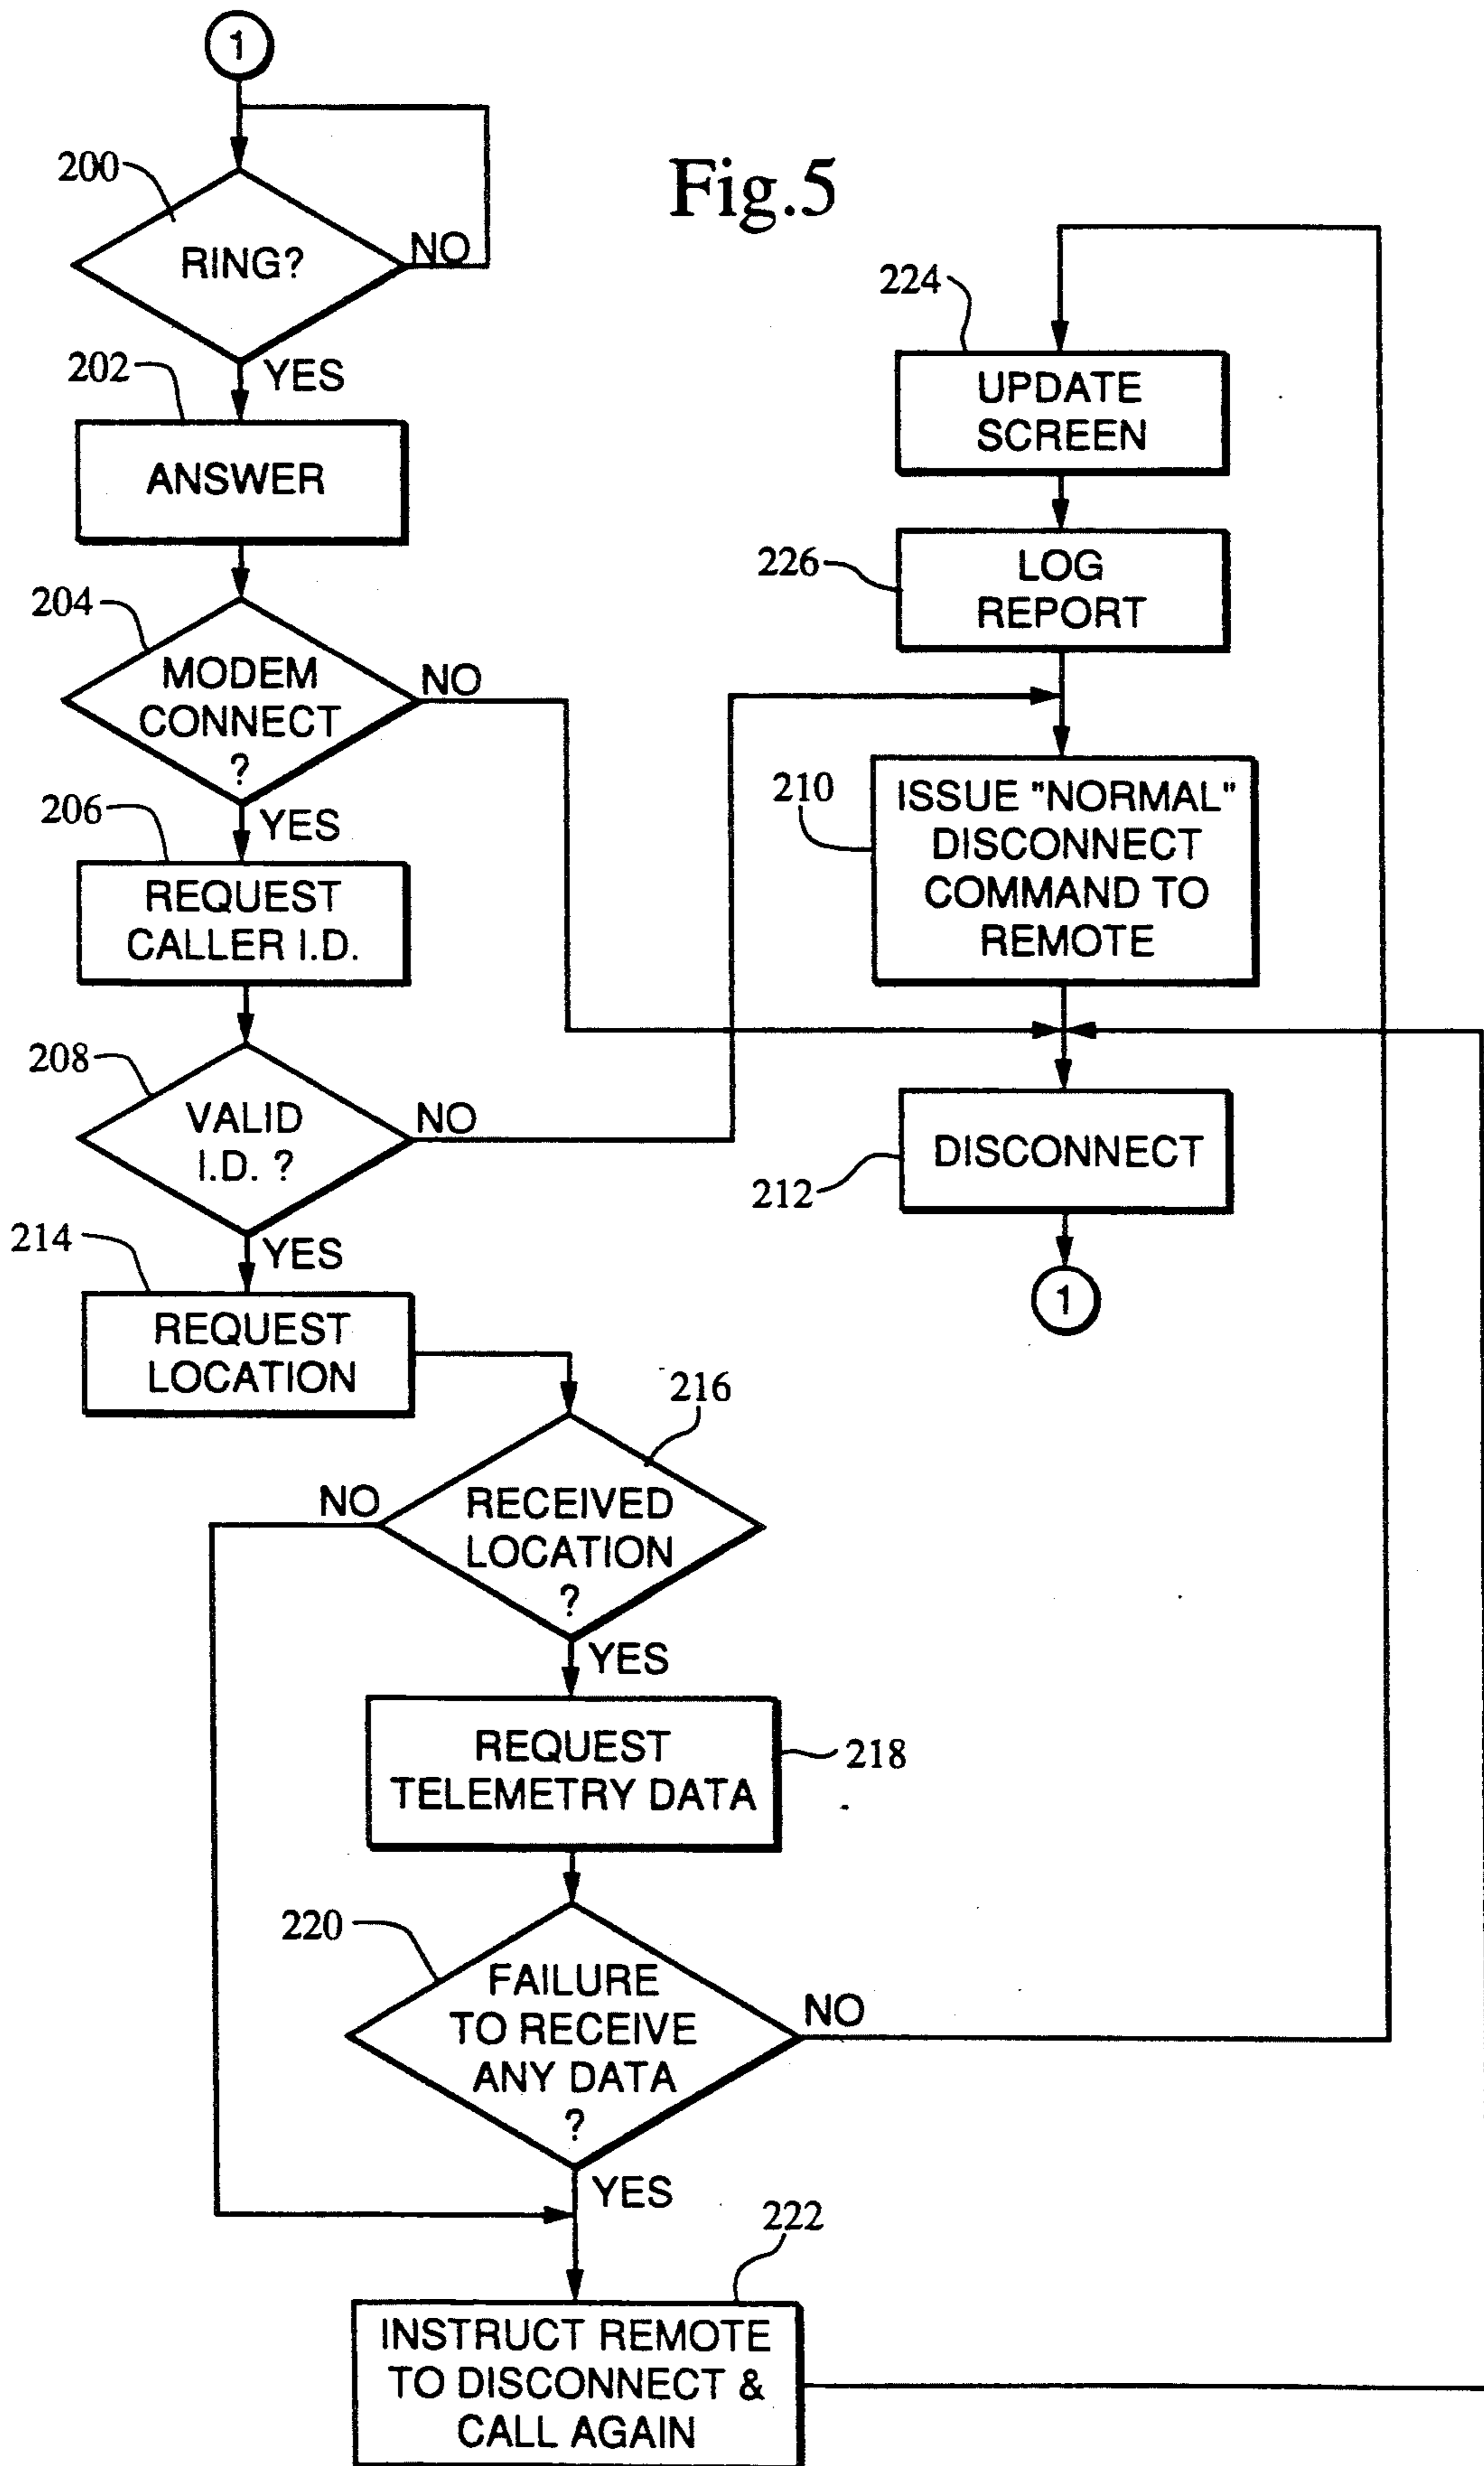 1
Fig.5
200
RING?
NO
YES
202
ANSWER
204
MODEM
CONNECT
?
NO
YES
206
REQUEST
CALLER I.D.
208
VALID
I.D. ?
NO
YES
214
REQUEST
LOCATION
216
RECEIVED
LOCATION
?
NO
YES
REQUEST
TELEMETRY DATA
218
220
FAILURE
TO RECEIVE
ANY DATA
?
NO
YES
222
INSTRUCT REMOTE
TO DISCONNECT &
CALL AGAIN
224
UPDATE
SCREEN
226
LOG
REPORT
210
ISSUE "NORMAL"
DISCONNECT
COMMAND TO
REMOTE
DISCONNECT
212
1